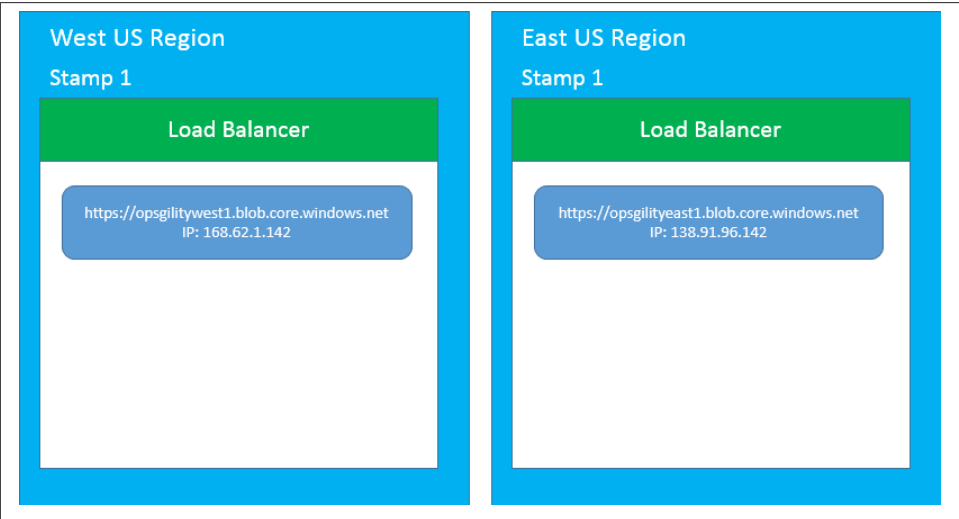 West US Region
Stamp 1
Load Balancer
https://opsgilitywest1.blob.core.windows.net
IP: 168.62.1.142
East US Region
Stamp 1
Load Balancer
https://opsgilityeast1.blob.core.windows.net
IP: 138.91.96.142